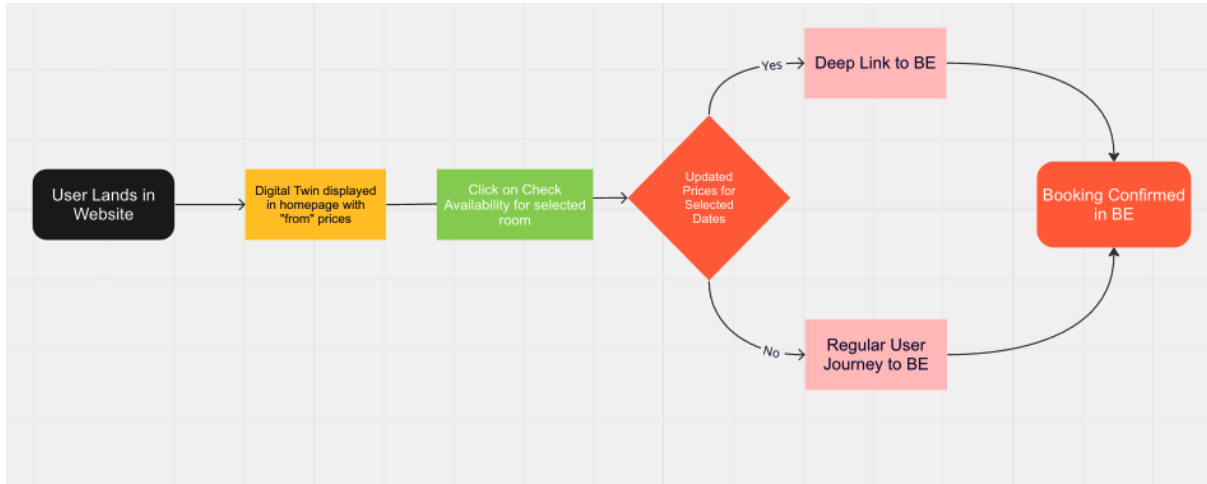 User Lands in
Website
Digital Twin displayed
in homepage with
"from" prices
Click on Check
Availability for selected
room
Updated
Prices for
Selected
Dates
Yes
Deep Link to BE
No
Regular User
Journey to BE
Booking Confirmed
in BE